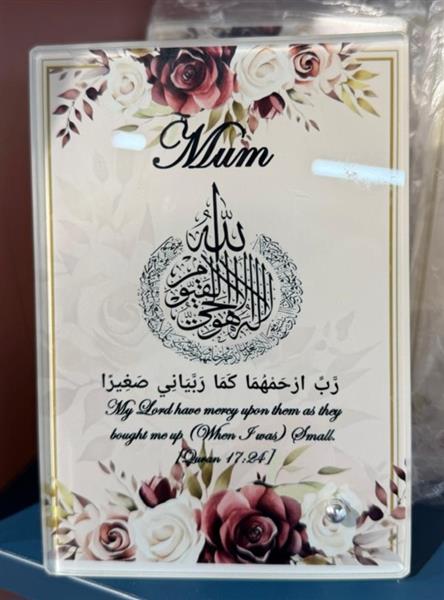 Mum
الله لا إله إلا هو الحي القيوم
رَّبِّ ارْحَمْهُمَا كَمَا رَبَّيَانِي صَغِيرًا
My Lord have mercy upon them as they
bought me up (When I was) Small.
[Quran 17:24]